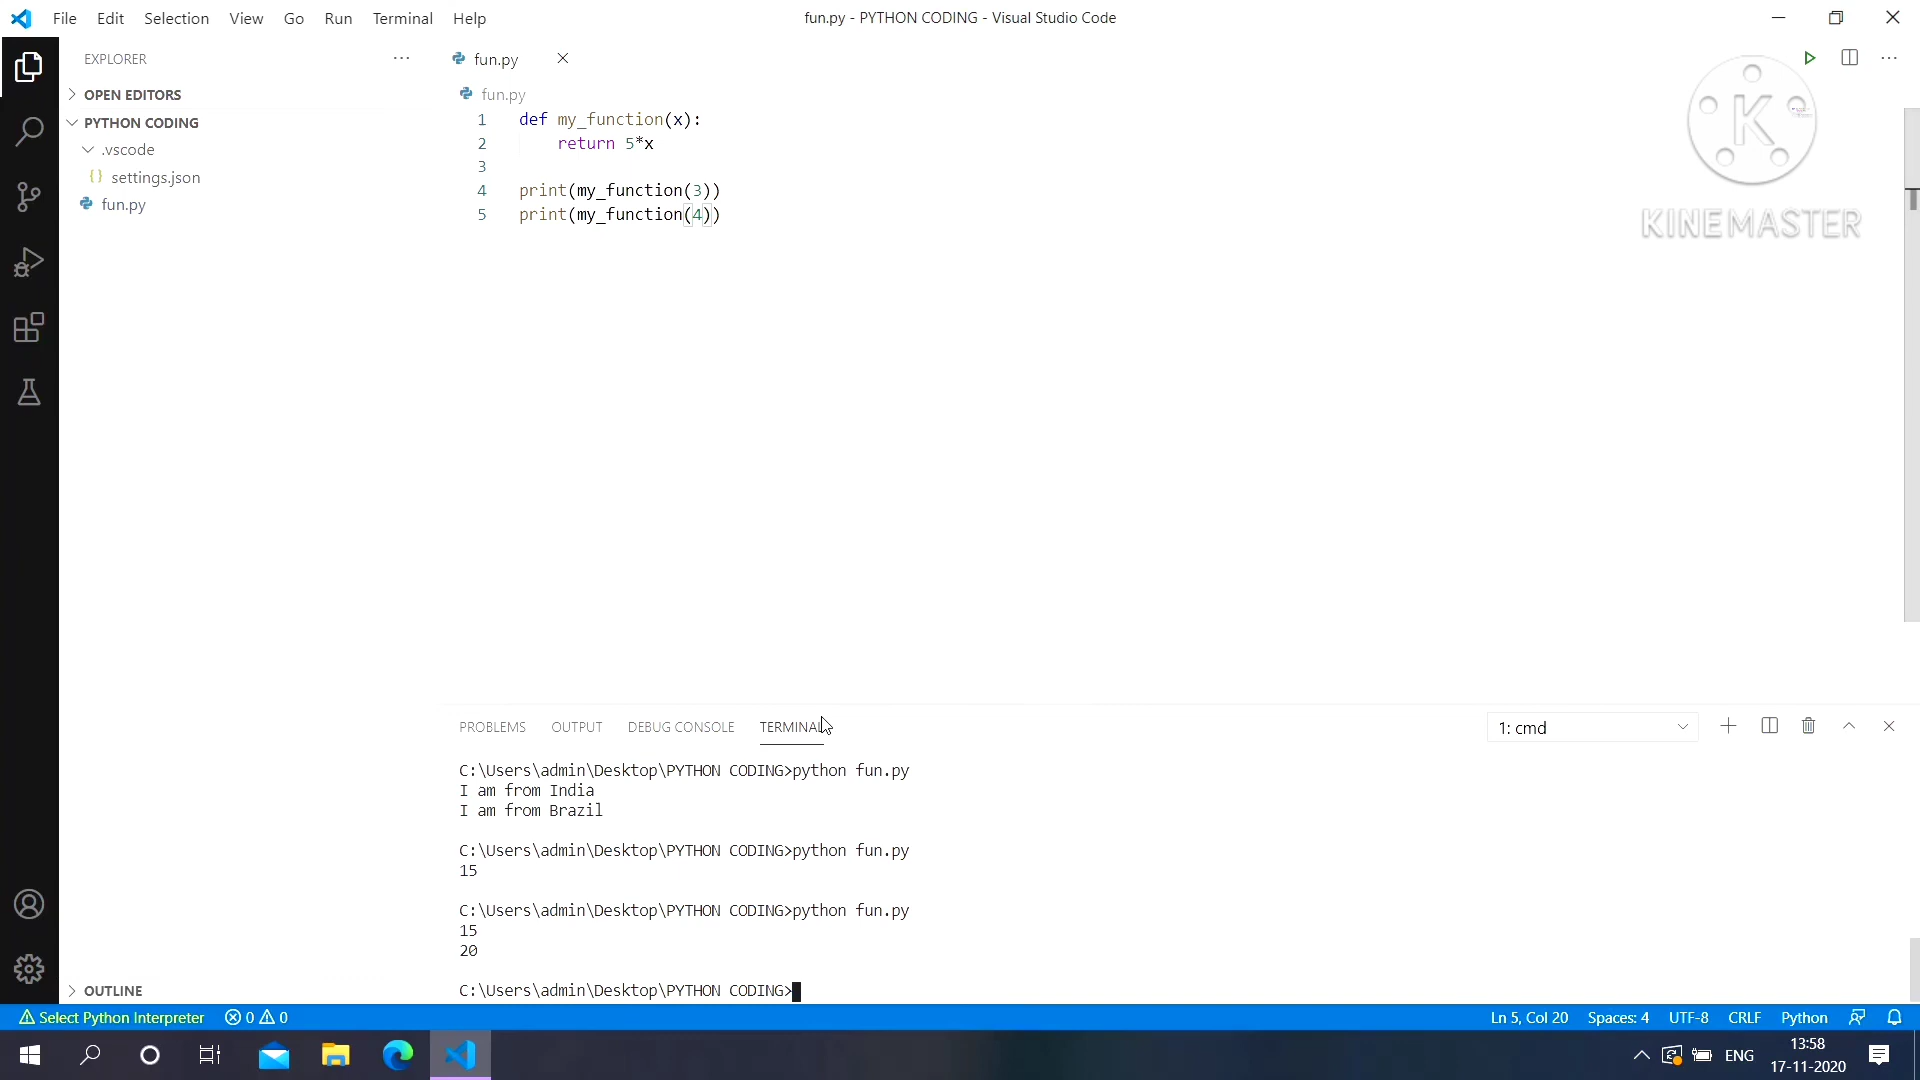 File Edit Selection View Go Run Terminal Help
fun.py - PYTHON CODING - Visual Studio Code
EXPLORER
OPEN EDITORS
PYTHON CODING
.vscode
{} settings.json
fun.py
fun.py
fun.py
1 def my_function(x):
2 return 5*x
3
4 print(my_function(3))
5 print(my_function(4))
K
KINEMASTER
PROBLEMS OUTPUT DEBUG CONSOLE TERMINAL
1: cmd
C:\Users\admin\Desktop\PYTHON CODING>python fun.py
I am from India
I am from Brazil
C:\Users\admin\Desktop\PYTHON CODING>python fun.py
15
C:\Users\admin\Desktop\PYTHON CODING>python fun.py
15
20
C:\Users\admin\Desktop\PYTHON CODING>
OUTLINE
Select Python Interpreter 0 0
Ln 5, Col 20 Spaces: 4 UTF-8 CRLF Python
ENG
13:58
17-11-2020